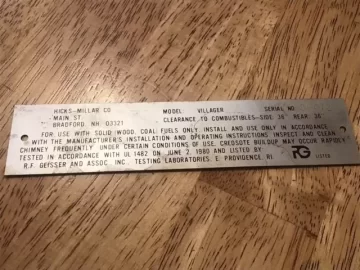 HICKS-MILLAR CO MODEL VILLAGER SERIAL NO
MAIN ST CLEARANCE TO COMBUSTIBLES-SIDE 36" REAR 36
BRADFORD, NH 03321
FOR USE WITH SOLID WOOD, COAL FUELS ONLY INSTALL AND USE ONLY IN ACCORDANCE
WITH THE MANUFACTURER'S INSTALLATION AND OPERATING INSTRUCTIONS INSPECT AND CLEAN
CHIMNEY FREQUENTLY UNDER CERTAIN CONDITIONS OF USE, CREOSOTE BUILDUP MAY OCCUR RAPIDLY.
TESTED IN ACCORDANCE WITH UL 1482 ON JUNE 2, 1980 AND LISTED BY
R.F. GEISSER AND ASSOC. INC., TESTING LABORATORIES, E. PROVIDENCE, RI LISTED